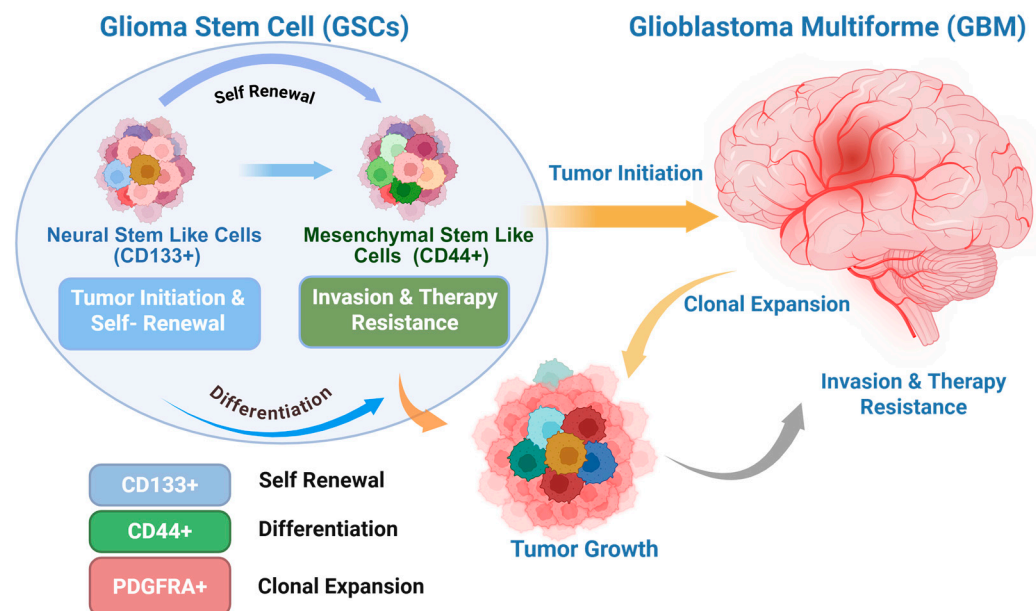 Glioma Stem Cell (GSCs)
Glioblastoma Multiforme (GBM)
Self Renewal
Neural Stem Like Cells
(CD133+)
Mesenchymal Stem Like
Cells (CD44+)
Tumor Initiation &
Self- Renewal
Invasion & Therapy
Resistance
Differentiation
Tumor Initiation
Clonal Expansion
Invasion & Therapy
Resistance
Tumor Growth
CD133+ Self Renewal
CD44+ Differentiation
PDGFRA+ Clonal Expansion